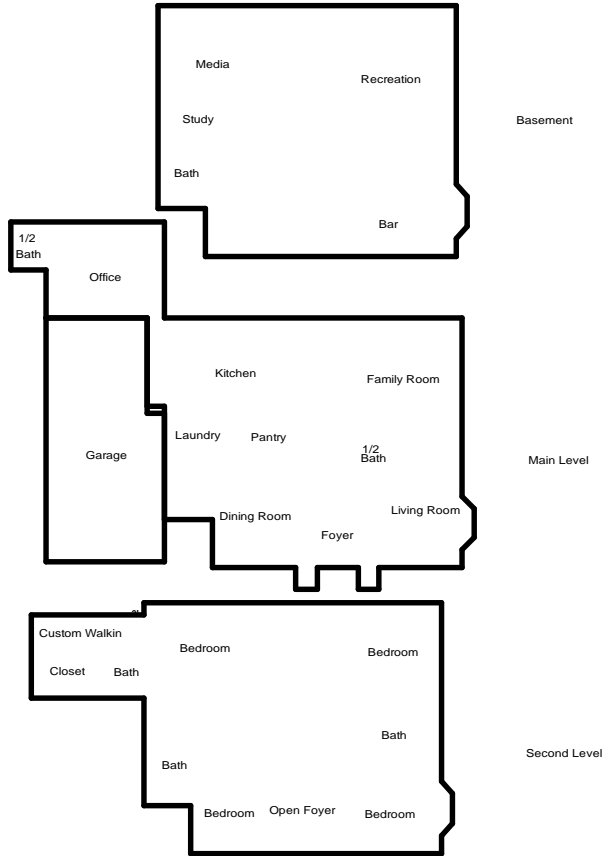 Media
Recreation
Study
Basement
Bath
Bar
1/2
Bath
Office
Kitchen
Family Room
Laundry
Pantry
1/2
Bath
Garage
Main Level
Dining Room
Living Room
Foyer
Custom Walkin
Bedroom
Bedroom
Closet
Bath
Bath
Second Level
Bath
Bedroom
Open Foyer
Bedroom